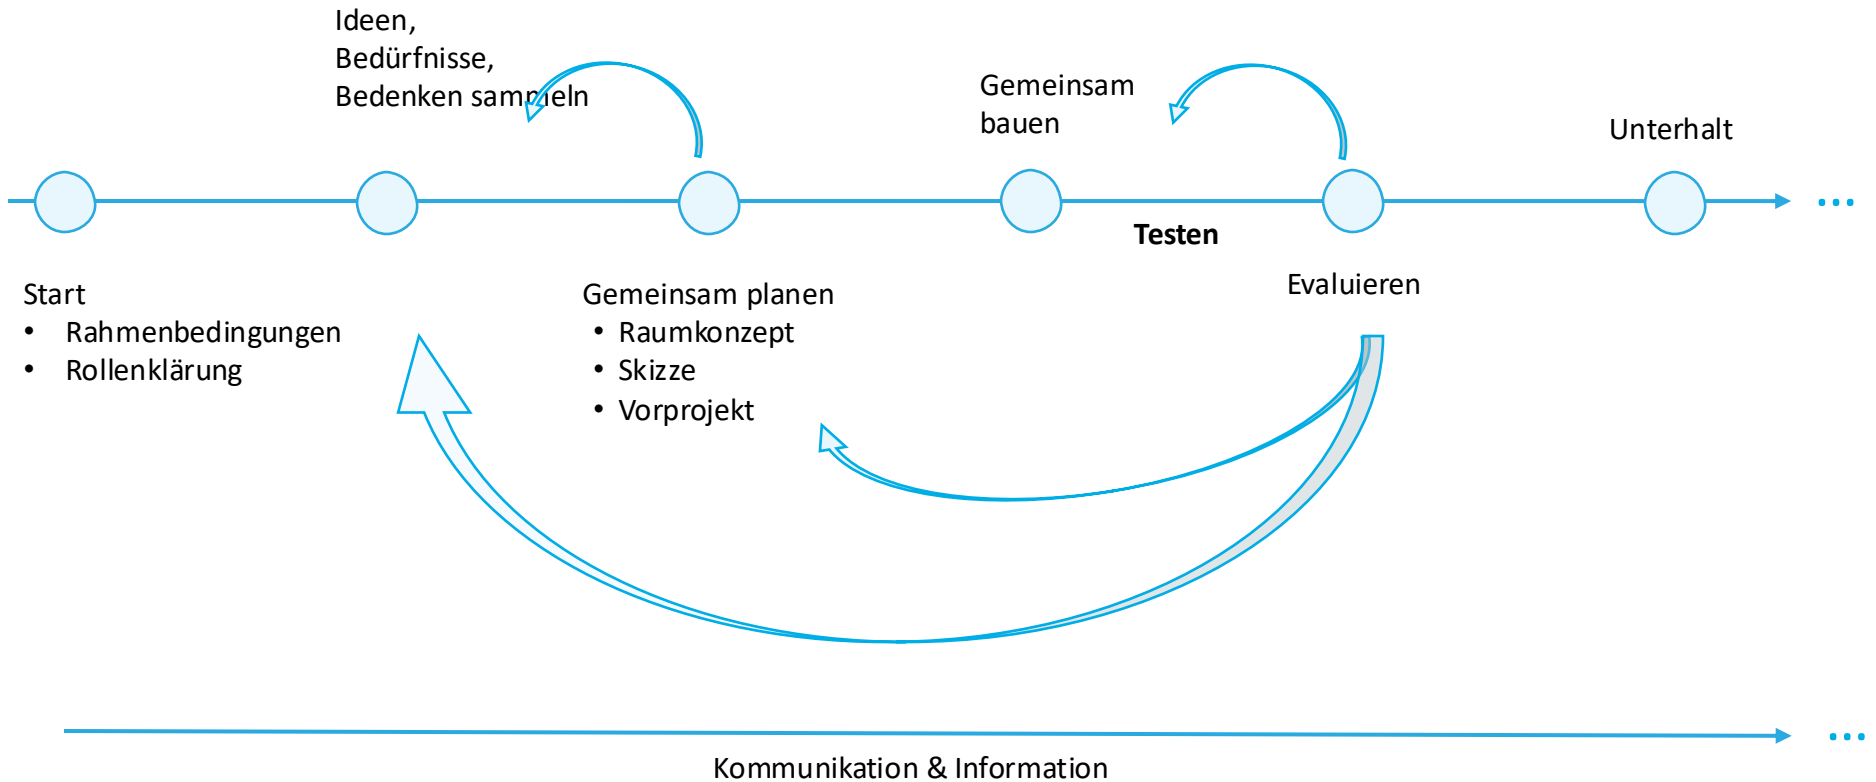 Ideen,
Bedürfnisse,
Bedenken sammeln
Gemeinsam
bauen
Unterhalt
...
Testen
Start
• Rahmenbedingungen
• Rollenklärung
Gemeinsam planen
• Raumkonzept
• Skizze
• Vorprojekt
Evaluieren
...
Kommunikation & Information